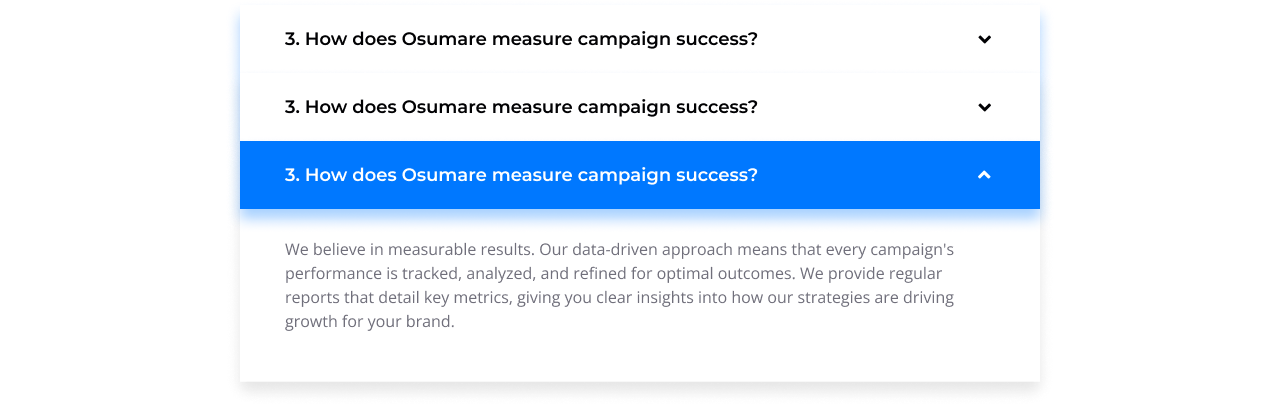 3. How does Osumare measure campaign success?
3. How does Osumare measure campaign success?
3. How does Osumare measure campaign success?
We believe in measurable results. Our data-driven approach means that every campaign's
performance is tracked, analyzed, and refined for optimal outcomes. We provide regular
reports that detail key metrics, giving you clear insights into how our strategies are driving
growth for your brand.